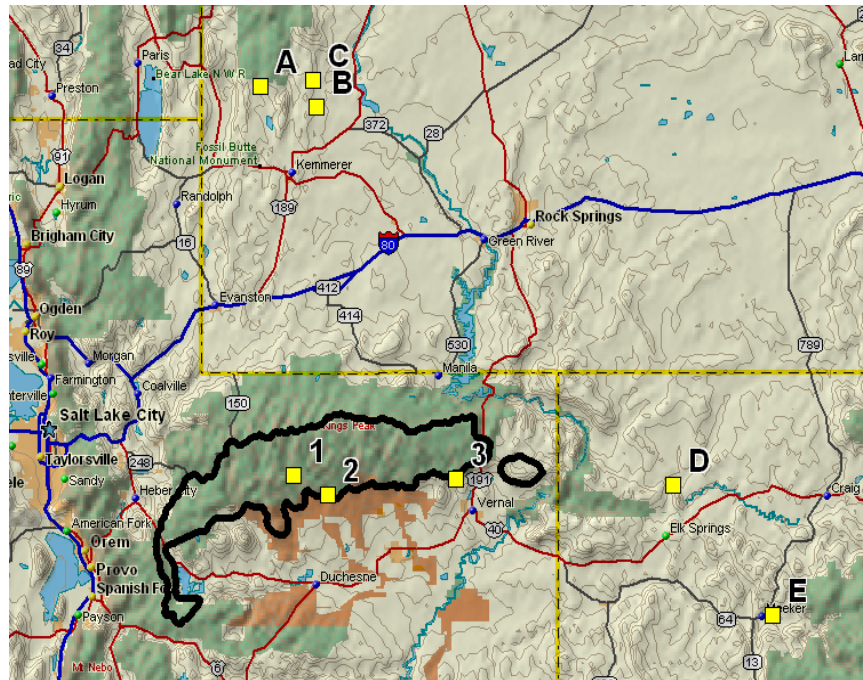 34
Paris
Bear Lake N W R
Preston
A
C
B
372
28
Fossil Butte
National Monument
Kemmerer
91
Logan
Hyrum
Randolph
189
Rock Springs
16
Brigham City
Green River
80
89
412
Evanston
414
Ogden
Roy
Morgan
530
789
Manila
Farmington
Coalville
150
Salt Lake City
Kings Peak
Taylorsville
248
Sandy
Heber City
1
2
3
191
D
Vernal
Craig
American Fork
40
Elk Springs
Orem
Provo
Spanish Fork
Duchesne
E
Payson
64
Meeker
Mt Nebo
6
13